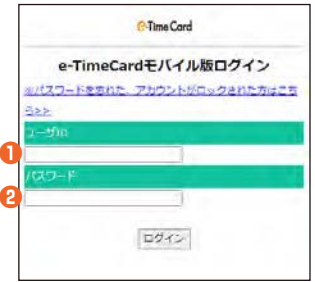 e-Time Card
e-TimeCardモバイル版ログイン
※パスワードを忘れた、アカウントがロックされた方はこち
ら>>
ユーザID
1
パスワード
2
ログイン